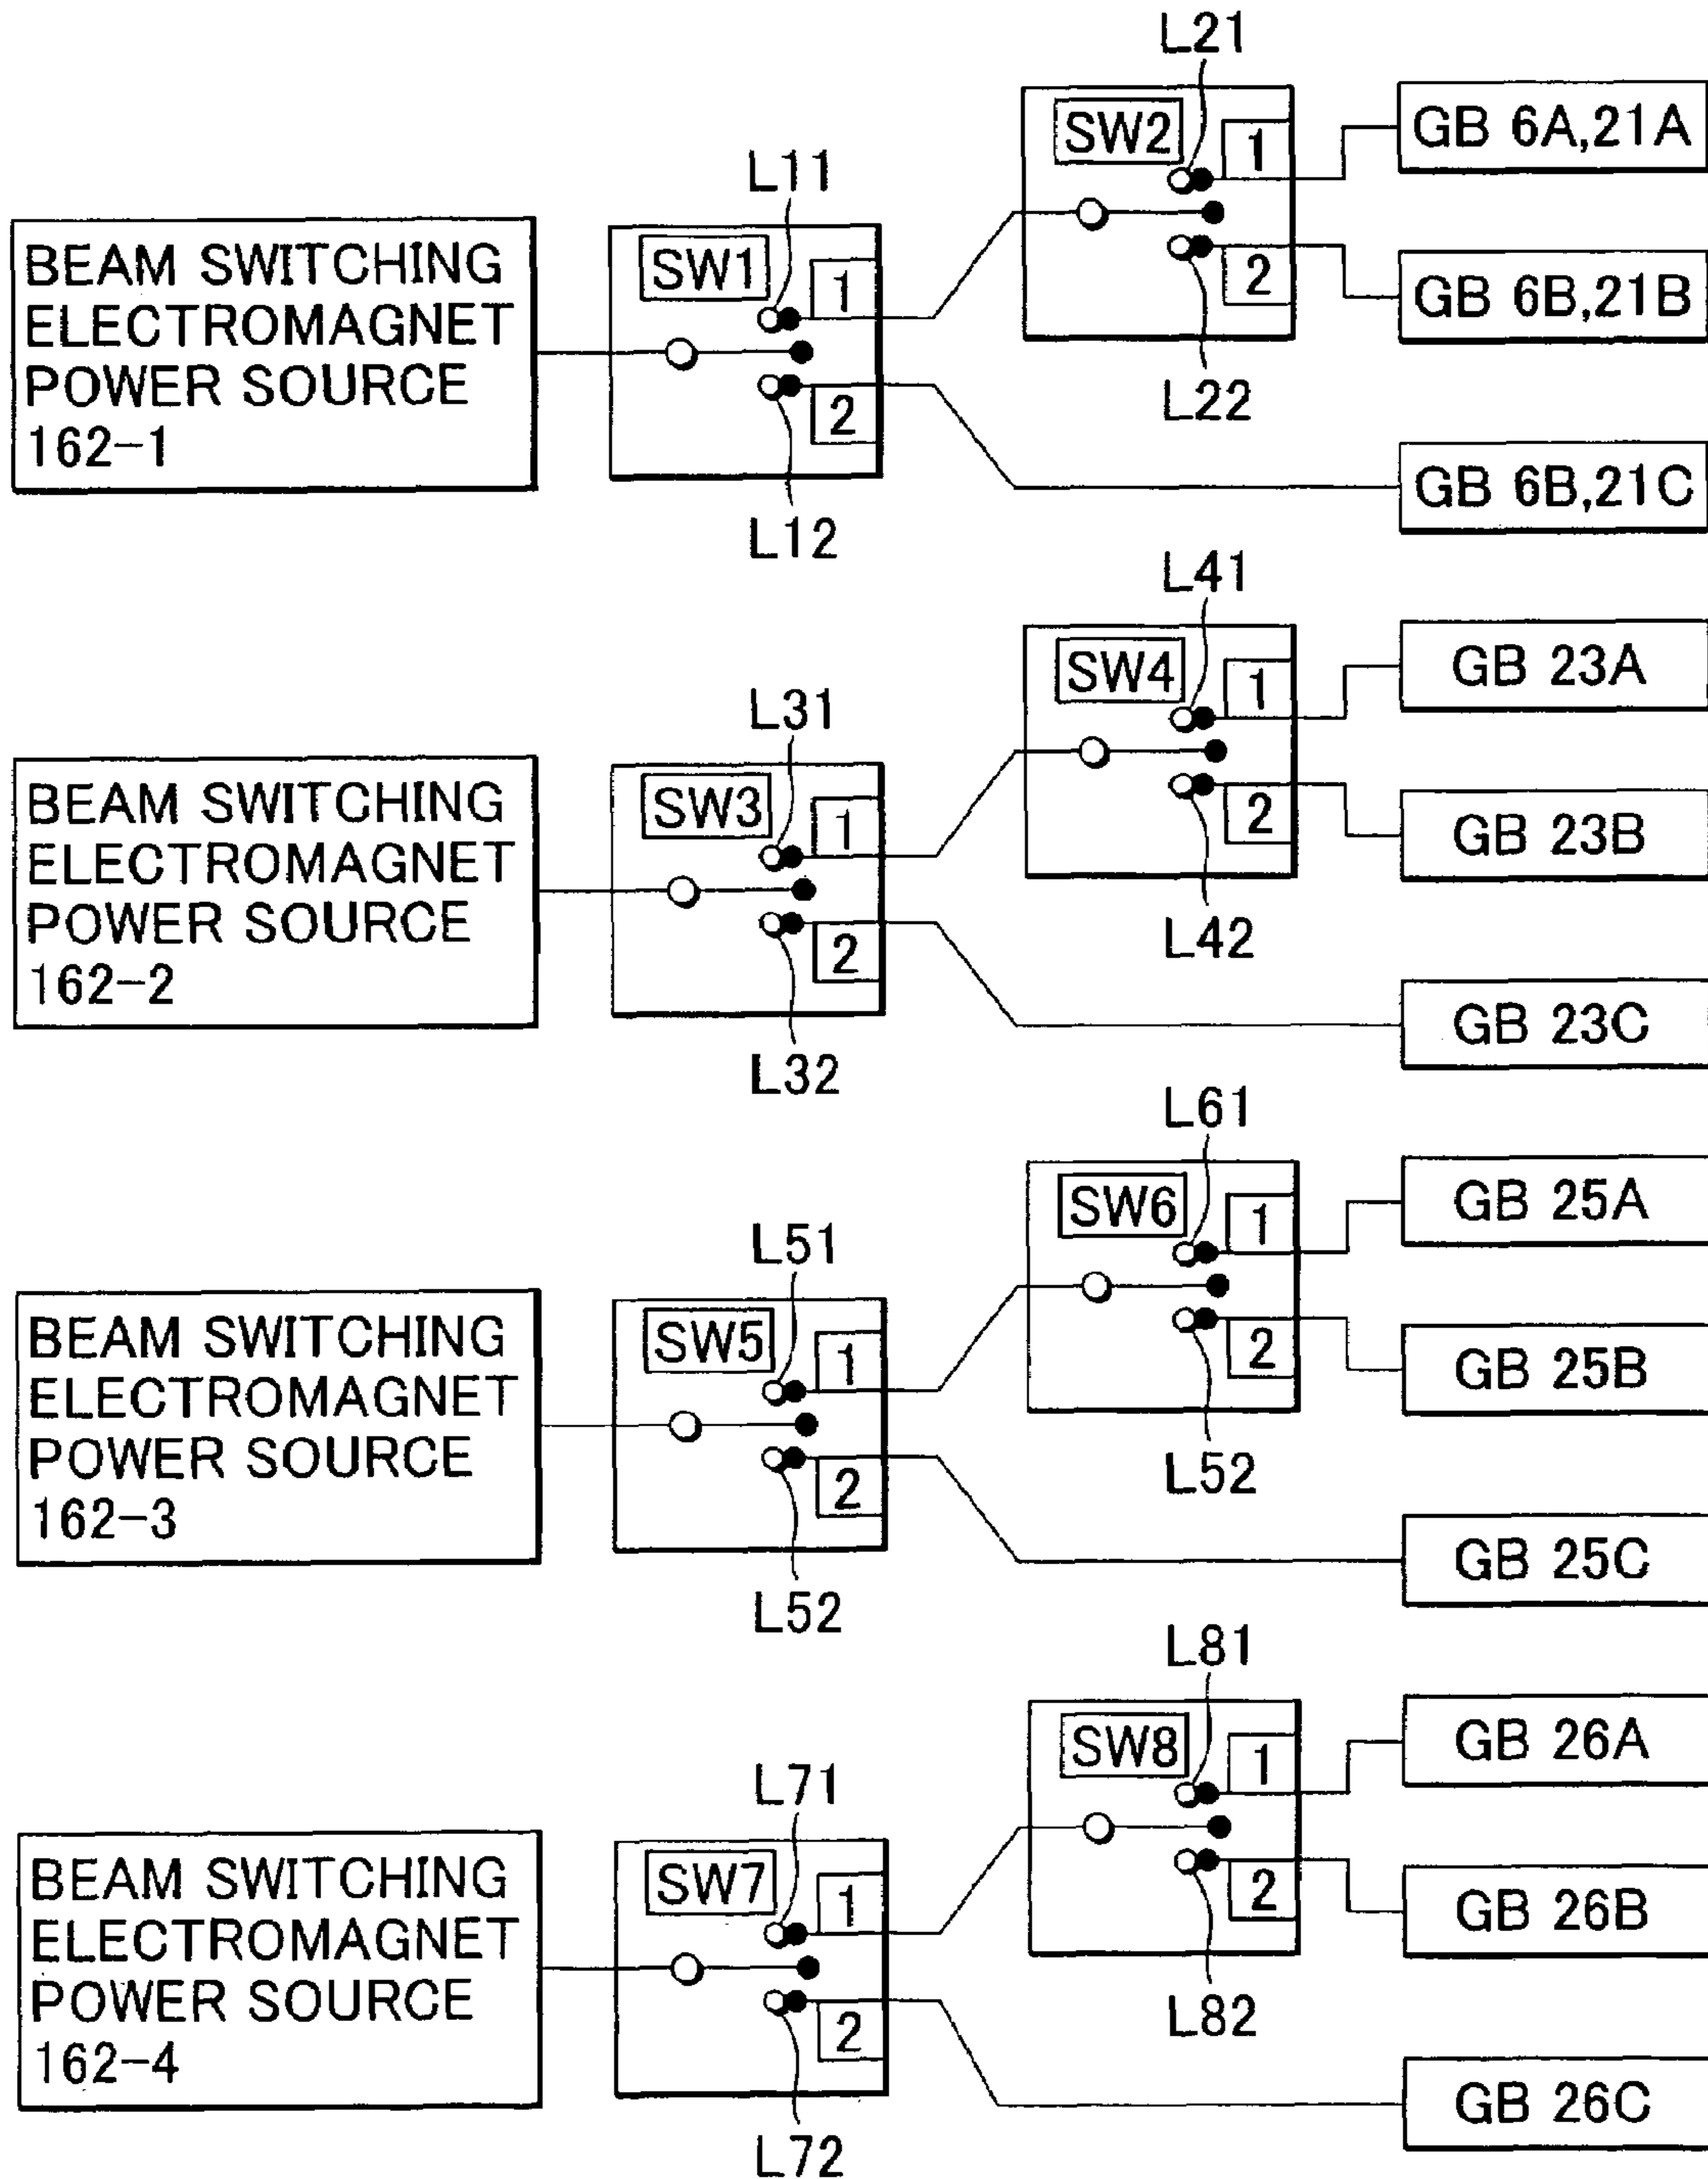 L21
SW2
1
GB 6A,21A
L11
BEAM SWITCHING
ELECTROMAGNET
POWER SOURCE
162-1
SW1
1
2
GB 6B,21B
2
L22
GB 6B,21C
L12
L41
SW4
1
GB 23A
L31
BEAM SWITCHING
ELECTROMAGNET
POWER SOURCE
162-2
SW3
1
2
GB 23B
2
L42
GB 23C
L32
L61
SW6
1
GB 25A
L51
BEAM SWITCHING
ELECTROMAGNET
POWER SOURCE
162-3
SW5
1
2
GB 25B
2
L52
GB 25C
L52
L81
SW8
1
GB 26A
L71
BEAM SWITCHING
ELECTROMAGNET
POWER SOURCE
162-4
SW7
1
2
GB 26B
2
L82
GB 26C
L72